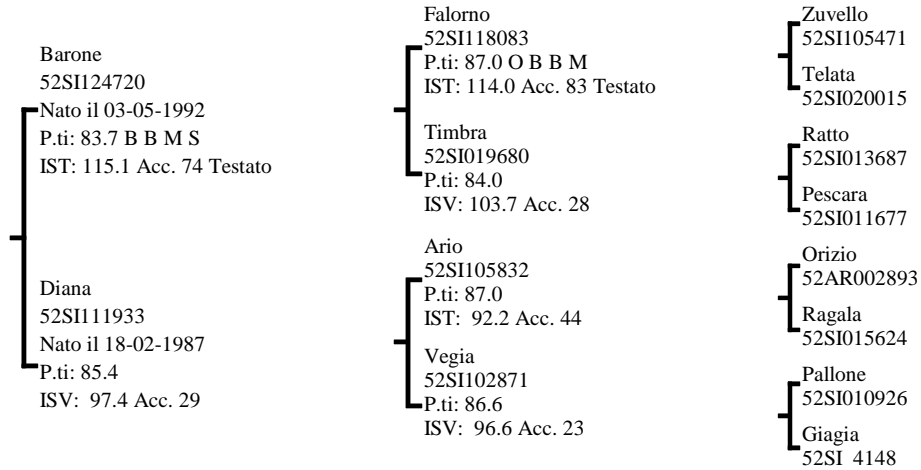 Barone
52SI124720
Nato il 03-05-1992
P.ti: 83.7 B B M S
IST: 115.1 Acc. 74 Testato
Diana
52SI111933
Nato il 18-02-1987
P.ti: 85.4
ISV: 97.4 Acc. 29
Falorno
52SI118083
P.ti: 87.0 O B B M
IST: 114.0 Acc. 83 Testato
Timbra
52SI019680
P.ti: 84.0
ISV: 103.7 Acc. 28
Ario
52SI105832
P.ti: 87.0
IST: 92.2 Acc. 44
Vegia
52SI102871
P.ti: 86.6
ISV: 96.6 Acc. 23
Zuvello
52SI105471
Telata
52SI020015
Ratto
52SI013687
Pescara
52SI011677
Orizio
52AR002893
Ragala
52SI015624
Pallone
52SI010926
Giagia
52SI 4148